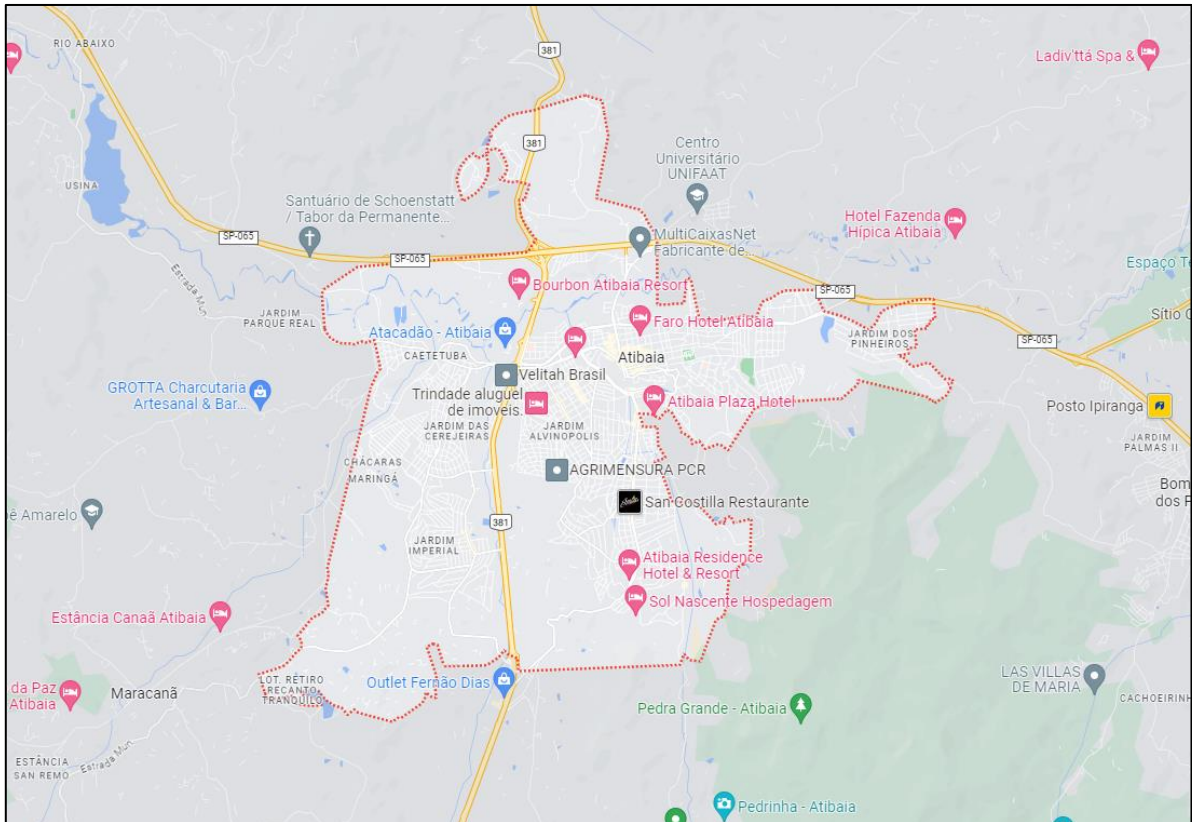 RIO ABAIXO
381
Ladiv'ttá Spa &
381
Centro
Universitário
UNIFAAT
USINA
Santuário de Schoenstatt
/ Tabor da Permanente...
Hotel Fazenda
Hípica Atibaia
SP-065
MultiCaixasNet
Fabricante de...
SP-065
Espaço Te
Estrada Mun.
Bourbon Atibaia Resort
SP-065
JARDIM
PARQUE REAL
Sítio
Atacadão - Atibaia
Faro Hotel Atibaia
JARDIM DOS
PINHEIROS
SP-065
CAETETUBA
Atibaia
Velitah Brasil
GROTTA Charcutaria
Artesanal & Bar...
Trindade aluguel
de imoveis.
Atibaia Plaza Hotel
Posto Ipiranga
JARDIM DAS
CEREJEIRAS
JARDIM
ALVINOPOLIS
JARDIM
PALMAS II
CHÁCARAS
MARINGÁ
AGRIMENSURA PCR
Bom
dos P
San Costilla Restaurante
ê Amarelo
381
JARDIM
IMPERIAL
Atibaia Residence
Hotel & Resort
Sol Nascente Hospedagem
Estância Canaã Atibaia
LOT. RETIRO
RECANTO
TRANQUILO
Outlet Fernão Dias
LAS VILLAS
DE MARIA
da Paz
Atibaia
Maracanã
CACHOEIRINH
Pedra Grande - Atibaia
ESTÂNCIA
SAN REMO
Estrada Mun.
Pedrinha - Atibaia